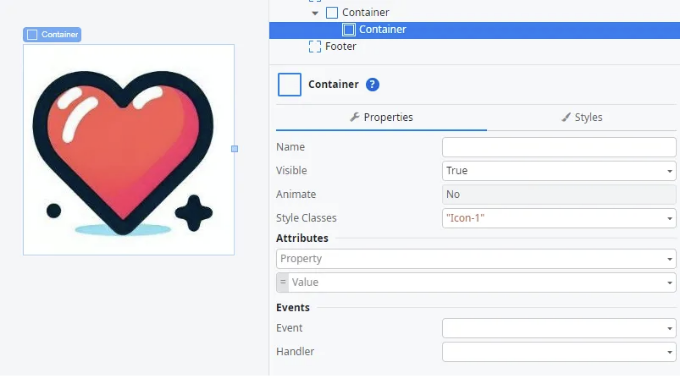 Container
Container
Container
Footer
Container ?
Properties
Styles
Name
Visible
True
Animate
No
Style Classes
"Icon-1"
Attributes
Property
= Value
Events
Event
Handler